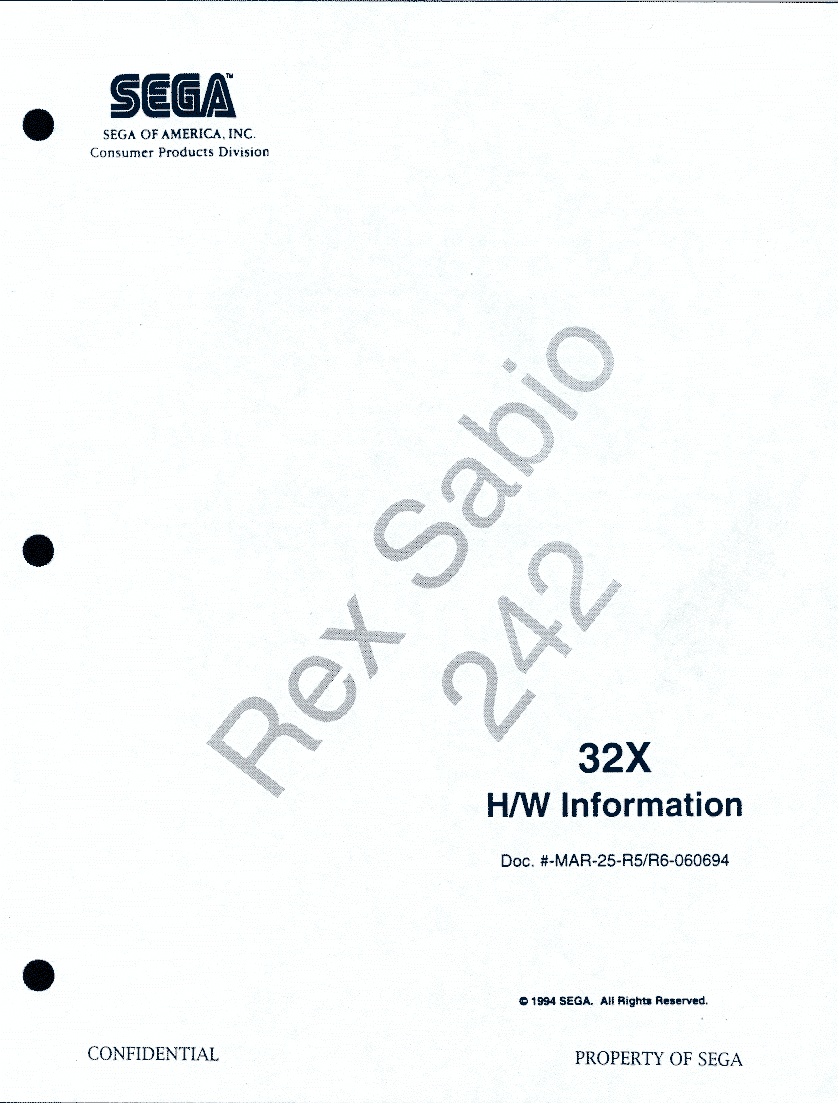 SEGA™
SEGA OF AMERICA, INC.
Consumer Products Division
Rex Sabio
242
32X
H/W Information
Doc. #-MAR-25-R5/R6-060694
© 1994 SEGA. All Rights Reserved.
CONFIDENTIAL
PROPERTY OF SEGA